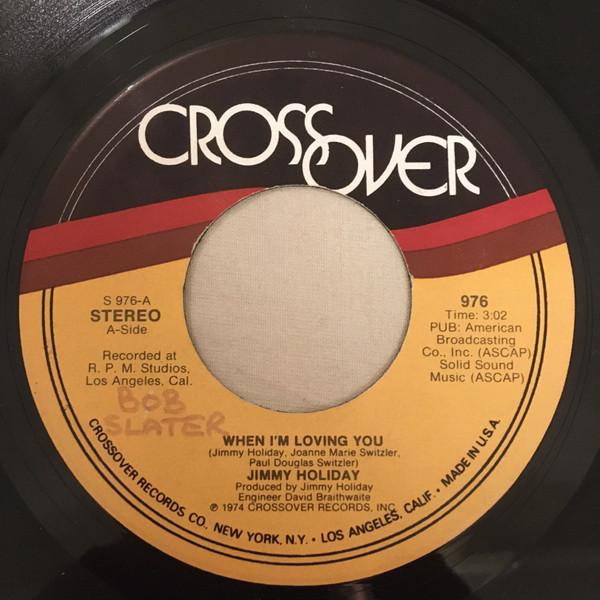 CROSSOVER
S 976-A
STEREO
A-Side
Recorded at
R. P. M. Studios,
Los Angeles, Cal.
BOB
SLATER
976
Time: 3:02
PUB: American
Broadcasting
Co., Inc. (ASCAP)
Solid Sound
Music (ASCAP)
WHEN I'M LOVING YOU
(Jimmy Holiday, Joanne Marie Switzler,
Paul Douglas Switzler)
JIMMY HOLIDAY
Produced by Jimmy Holiday
Engineer David Braithwaite
℗ 1974 CROSSOVER RECORDS, INC.
CROSSOVER RECORDS CO. NEW YORK, N.Y. • LOS ANGELES, CALIF. • MADE IN U.S.A.